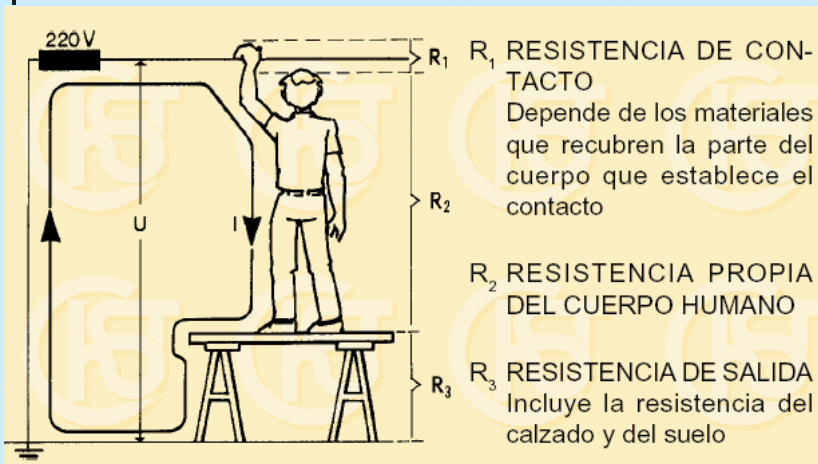 220 V
U
I
R₁
R₂
R₃
R₁ RESISTENCIA DE CON-
TACTO
Depende de los materiales
que recubren la parte del
cuerpo que establece el
contacto
R₂ RESISTENCIA PROPIA
DEL CUERPO HUMANO
R₃ RESISTENCIA DE SALIDA
Incluye la resistencia del
calzado y del suelo